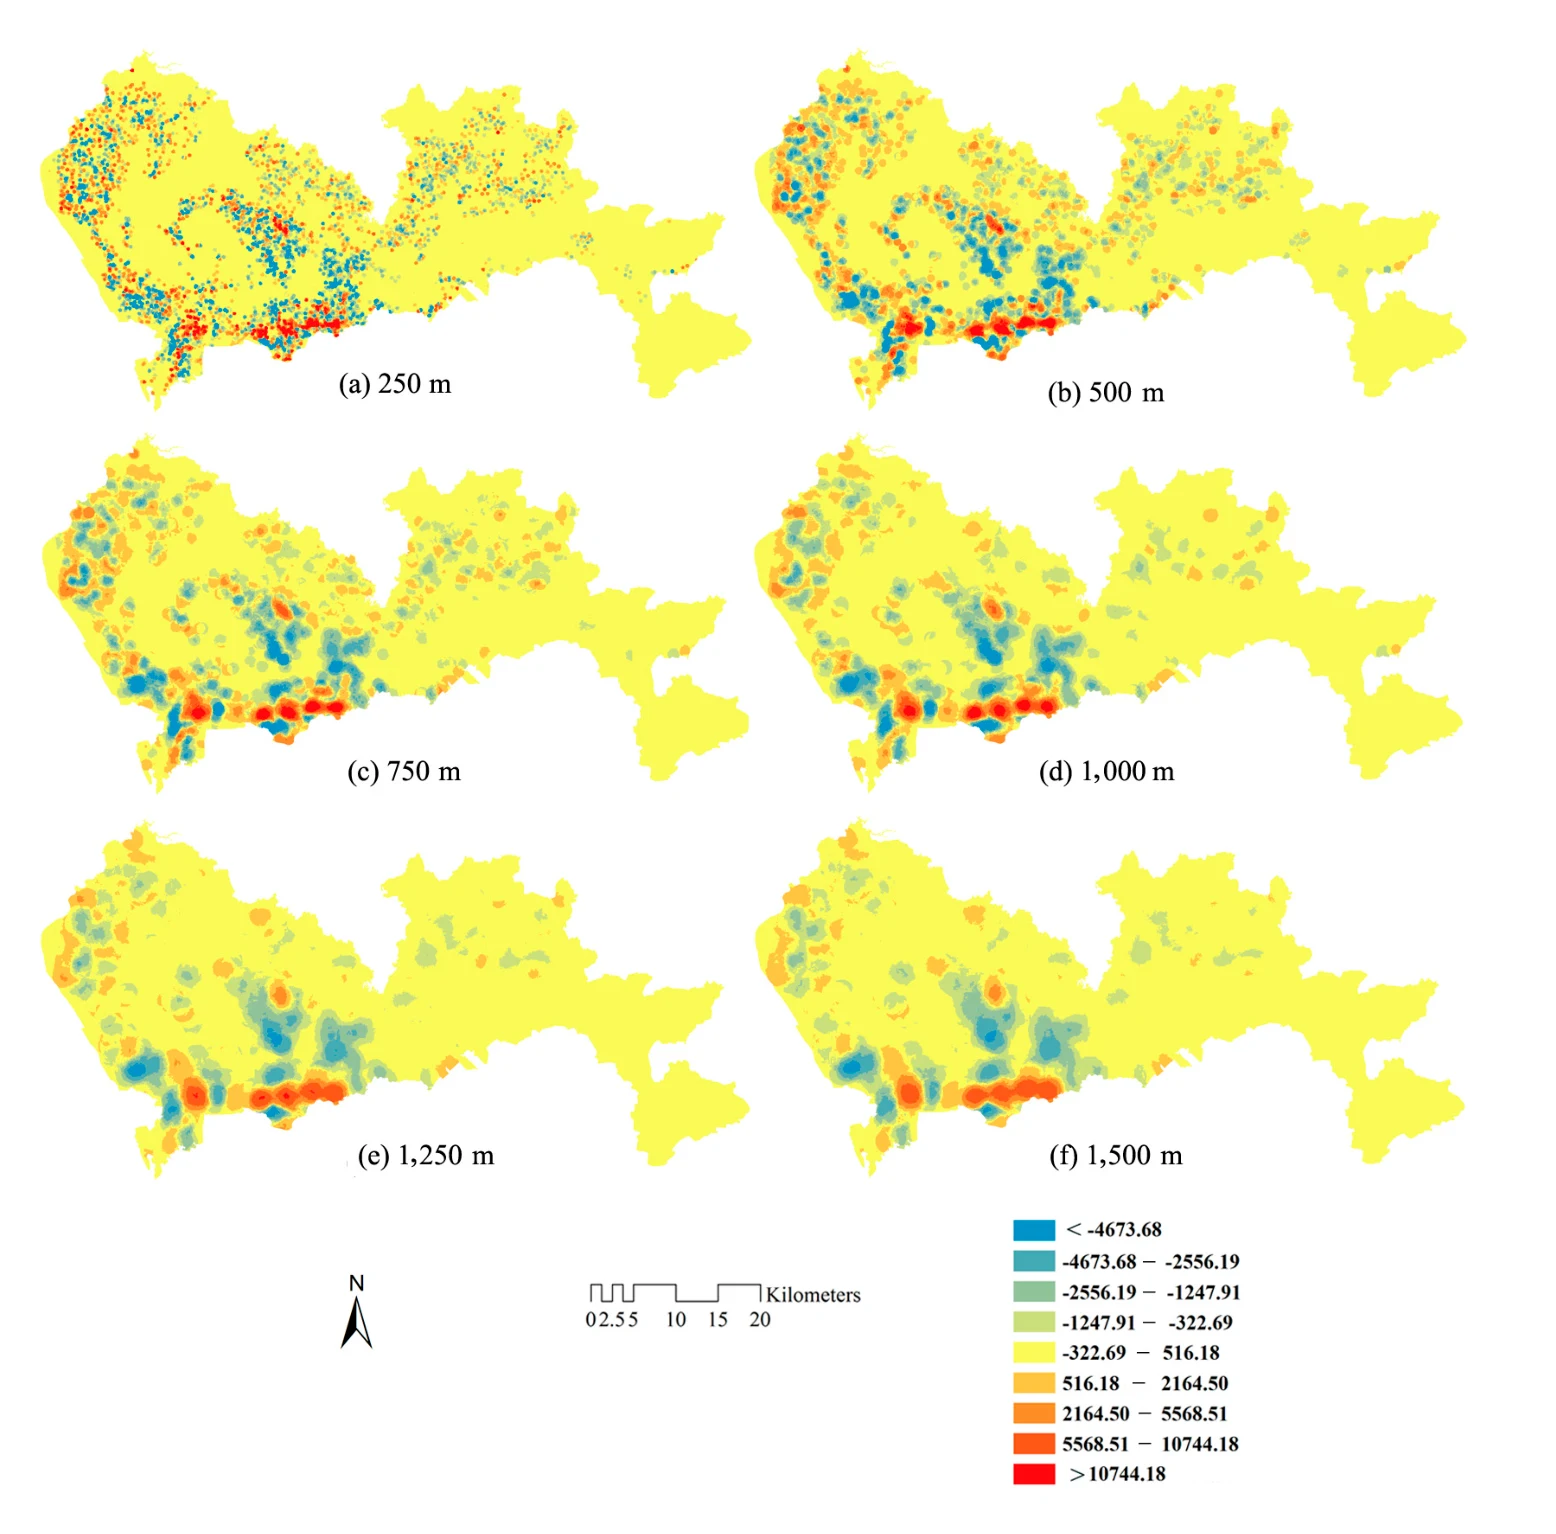 (a) 250 m
(b) 500 m
(c) 750 m
(d) 1,000 m
(e) 1,250 m
(f) 1,500 m
N
Kilometers
0 2.5 5 10 15 20
< -4673.68
-4673.68 – -2556.19
-2556.19 – -1247.91
-1247.91 – -322.69
-322.69 – 516.18
516.18 – 2164.50
2164.50 – 5568.51
5568.51 – 10744.18
>10744.18